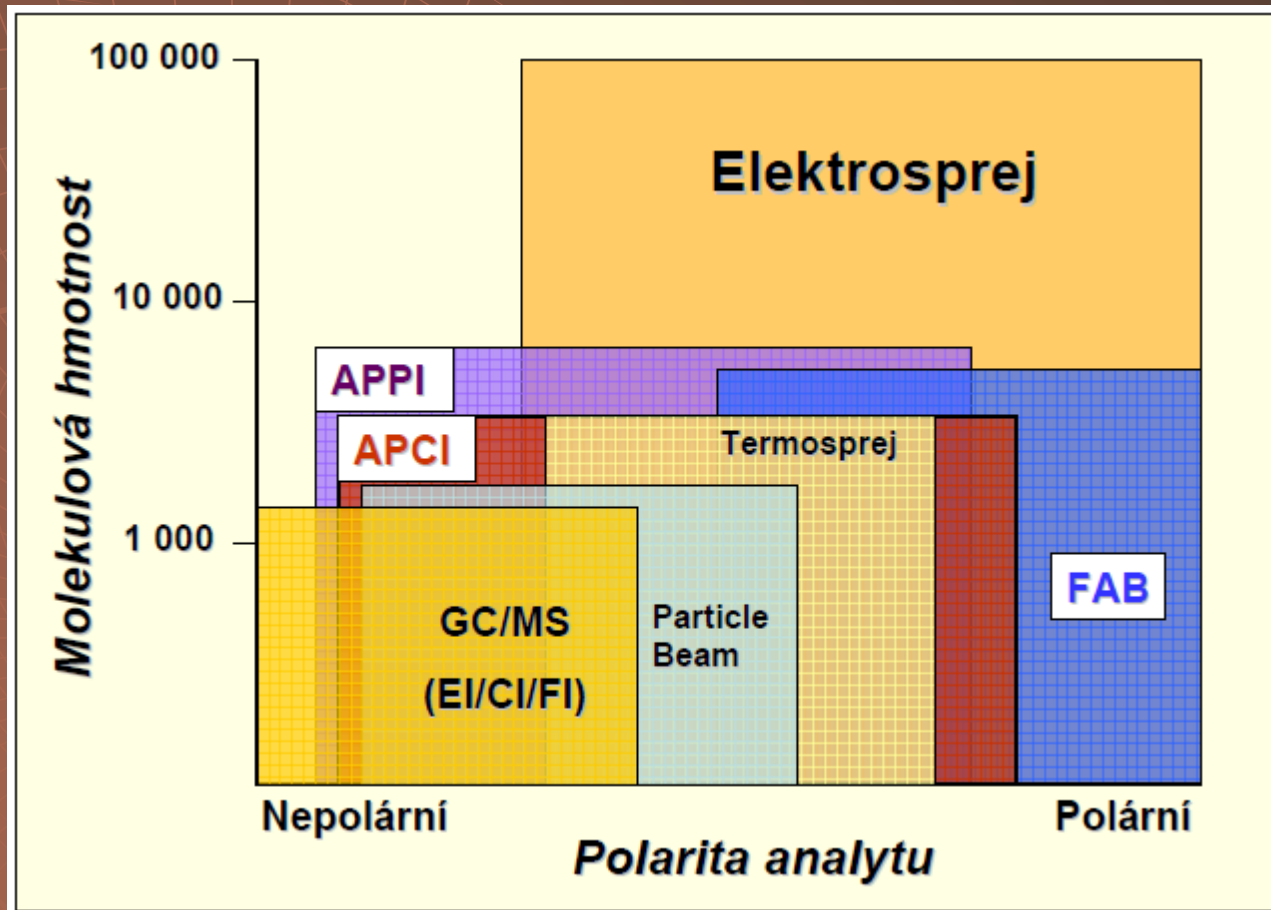 100 000
Elektrosprej
Molekulová hmotnost
10 000
APPI
APCI
Termosprej
1 000
FAB
GC/MS
(EI/CI/FI)
Particle
Beam
Nepolární
Polární
Polarita analytu